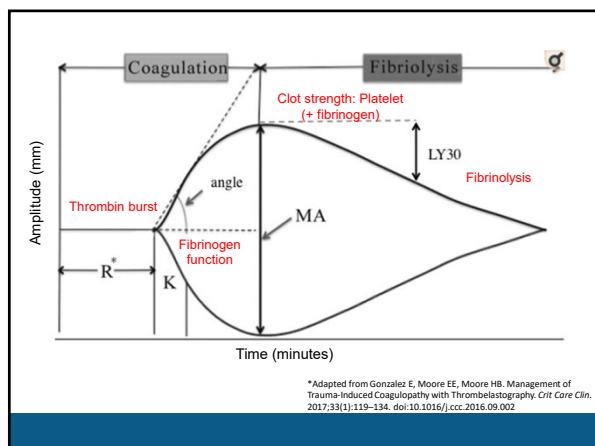 Coagulation
Fibriolysis
Clot strength: Platelet
(+ fibrinogen)
LY30
Fibrinolysis
angle
Thrombin burst
MA
Fibrinogen
function
R*
K
Amplitude (mm)
Time (minutes)
*Adapted from Gonzalez E, Moore EE, Moore HB. Management of
Trauma-Induced Coagulopathy with Thrombelastography. Crit Care Clin.
2017;33(1):119–134. doi:10.1016/j.ccc.2016.09.002